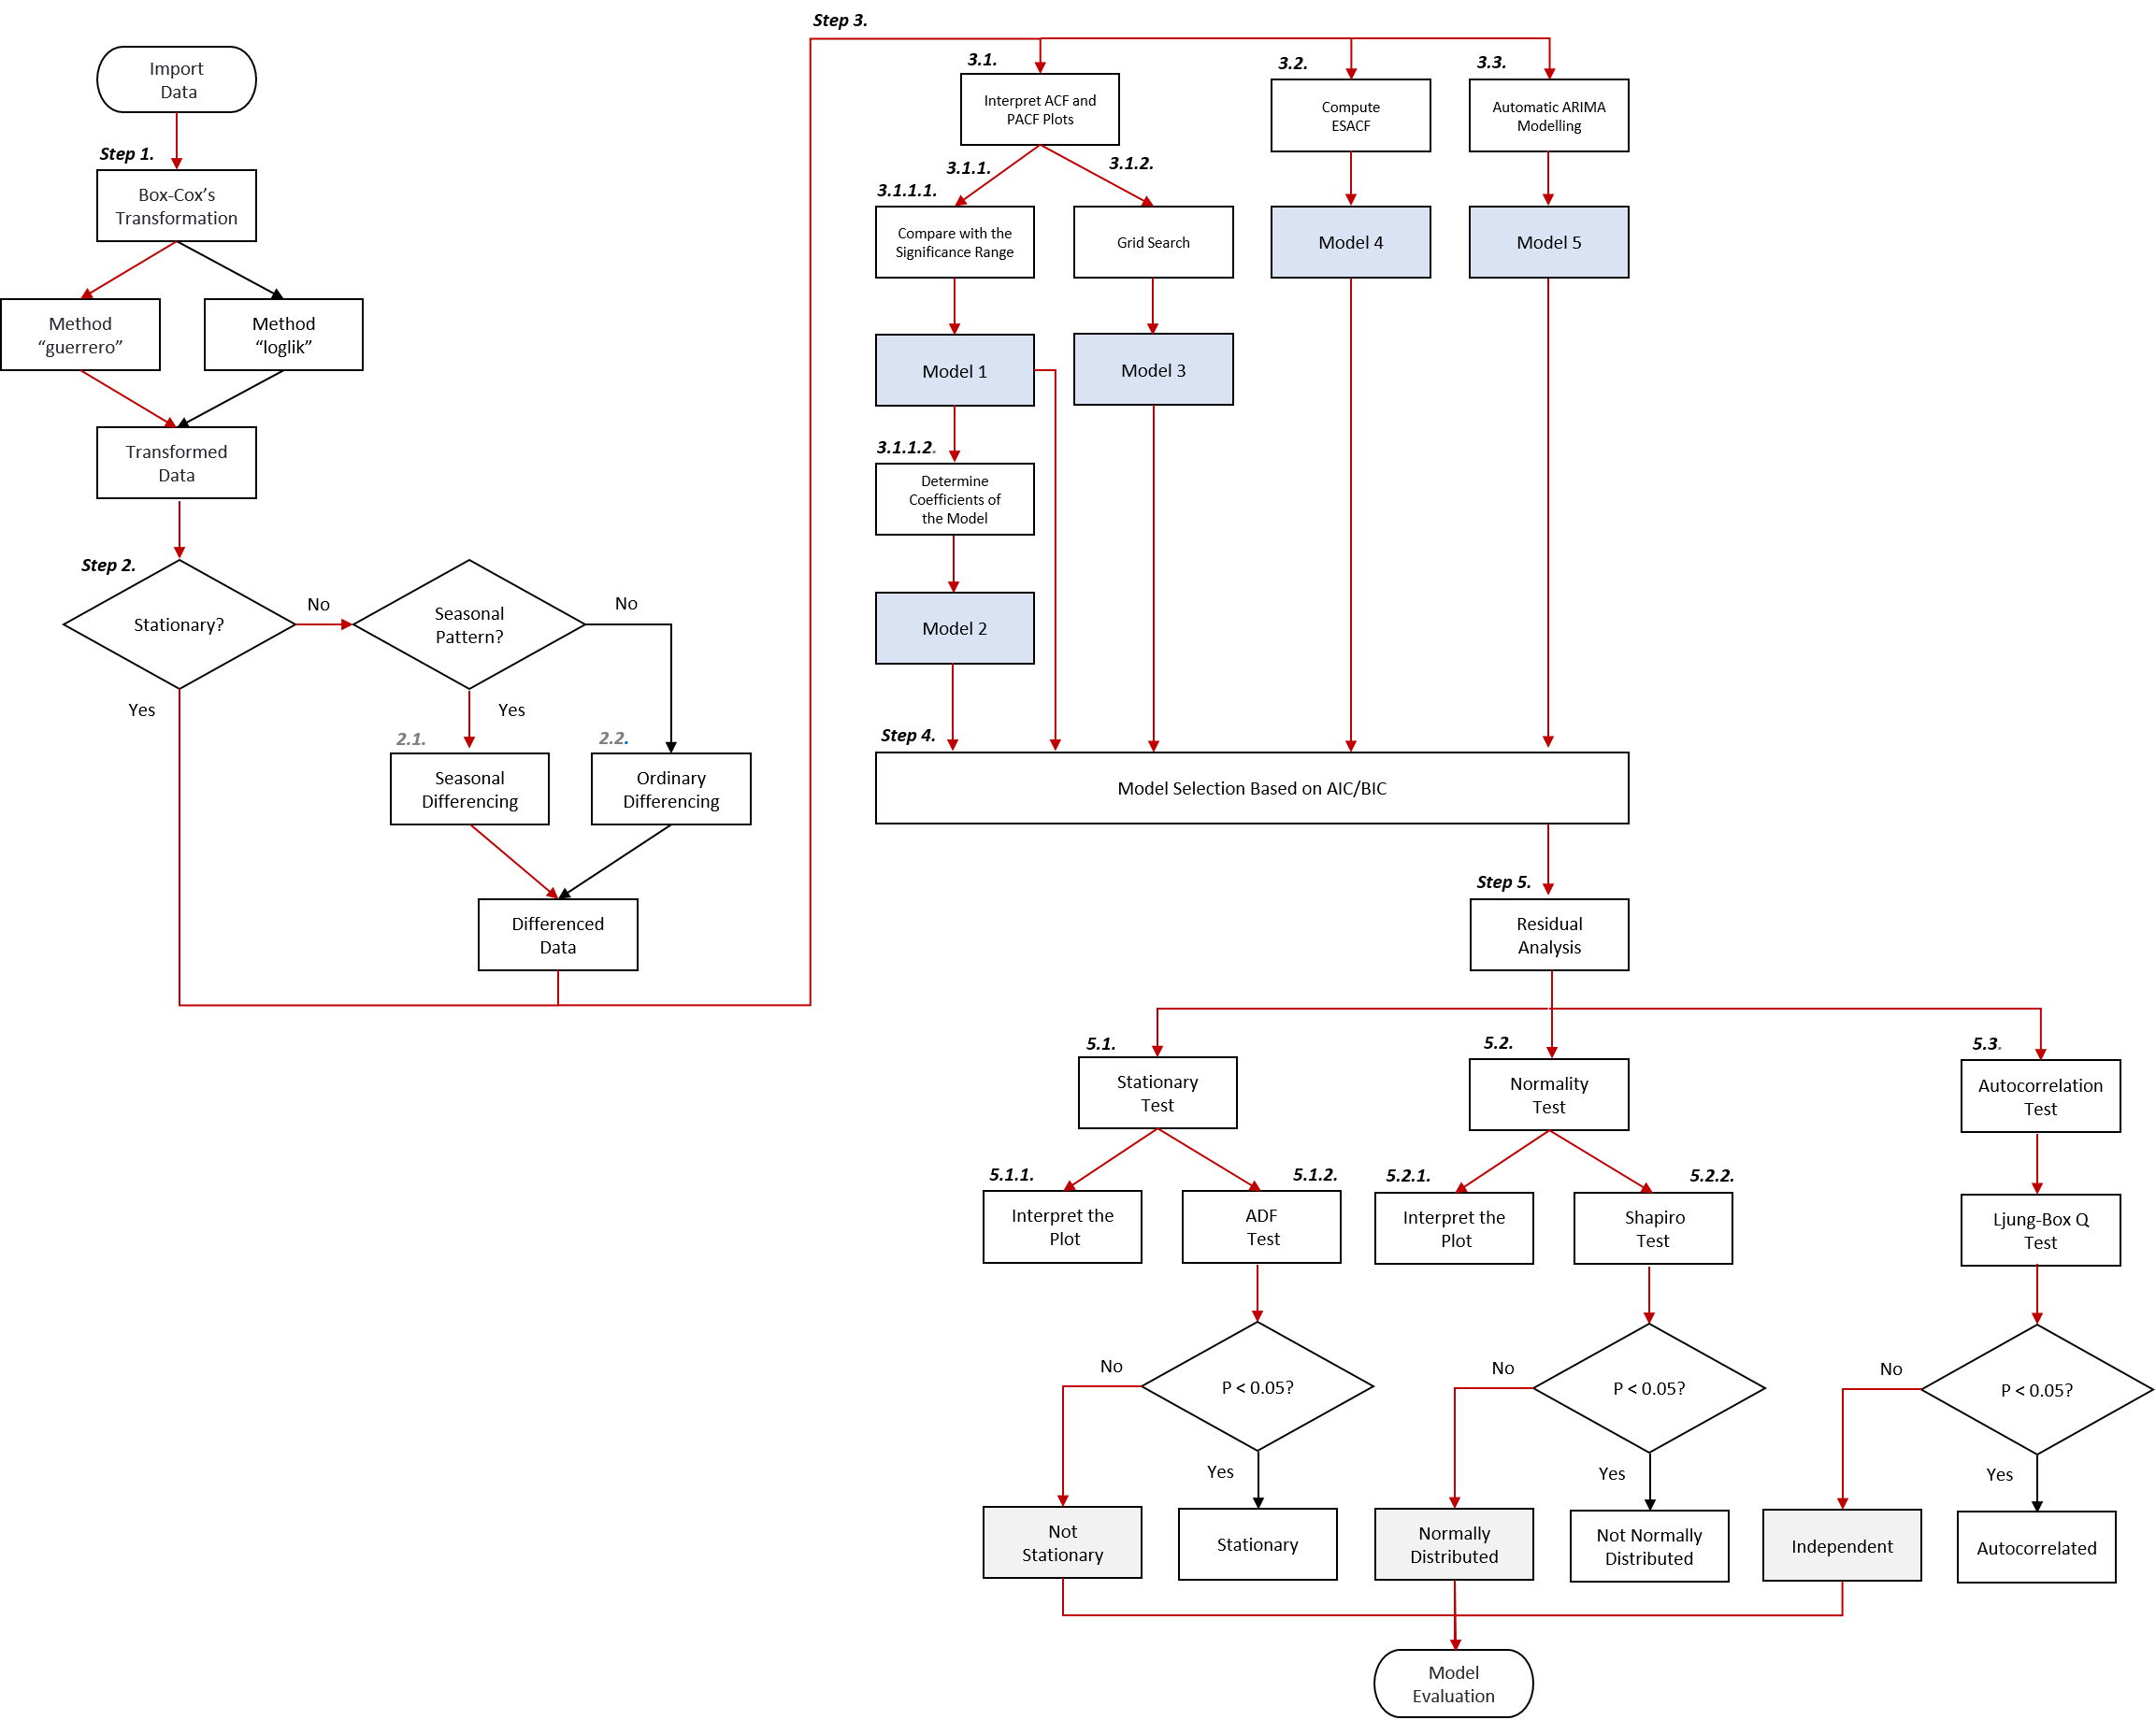 Import
Data
Step 1.
Box-Cox’s
Transformation
Method
“guerrero”
Method
“loglik”
Transformed
Data
Step 2.
Stationary?
No
Yes
Seasonal
Pattern?
No
Yes
2.1.
Seasonal
Differencing
2.2.
Ordinary
Differencing
Differenced
Data
Step 3.
3.1.
Interpret ACF and
PACF Plots
3.2.
Compute
ESACF
3.3.
Automatic ARIMA
Modelling
3.1.1.
3.1.2.
3.1.1.1.
Compare with the
Significance Range
Grid Search
Model 4
Model 5
Model 1
Model 3
3.1.1.2.
Determine
Coefficients of
the Model
Model 2
Step 4.
Model Selection Based on AIC/BIC
Step 5.
Residual
Analysis
5.1.
Stationary
Test
5.2.
Normality
Test
5.3.
Autocorrelation
Test
5.1.1.
Interpret the
Plot
5.1.2.
ADF
Test
5.2.1.
Interpret the
Plot
5.2.2.
Shapiro
Test
Ljung-Box Q
Test
No
P < 0.05?
Yes
No
P < 0.05?
Yes
No
P < 0.05?
Yes
Not
Stationary
Stationary
Normally
Distributed
Not Normally
Distributed
Independent
Autocorrelated
Model
Evaluation